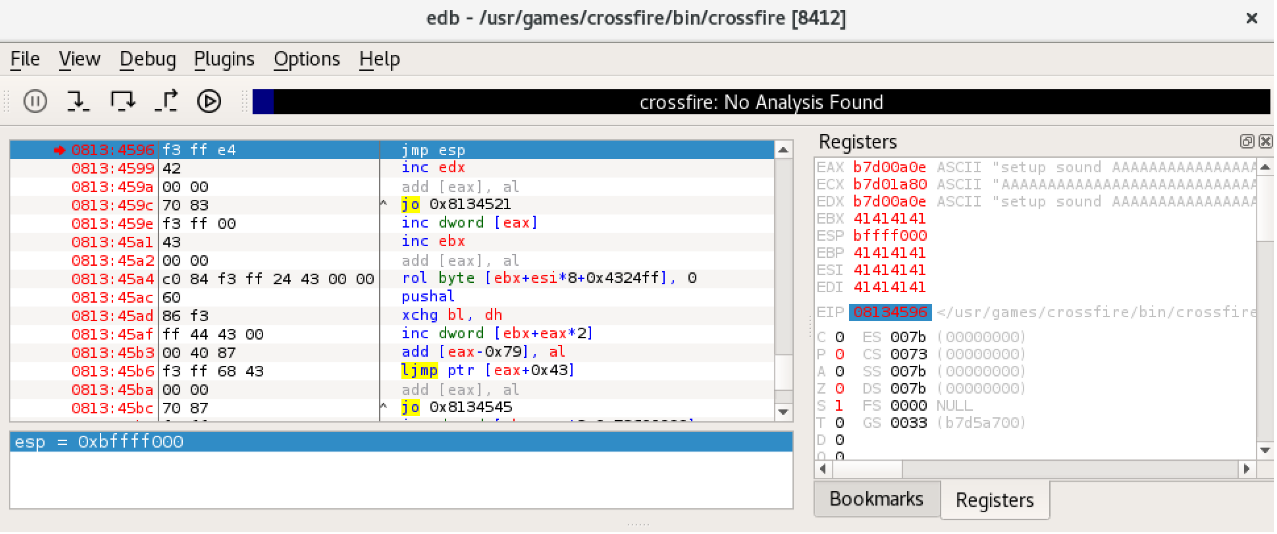 edb - /usr/games/crossfire/bin/crossfire [8412]
File View Debug Plugins Options Help
crossfire: No Analysis Found
0813:4596 f3 ff e4 jmp esp
0813:4599 42 inc edx
0813:459a 00 00 add [eax], al
0813:459c 70 83 ^ jo 0x8134521
0813:459e f3 ff 00 inc dword [eax]
0813:45a1 43 inc ebx
0813:45a2 00 00 add [eax], al
0813:45a4 c0 84 f3 ff 24 43 00 00 rol byte [ebx+esi*8+0x4324ff], 0
0813:45ac 60 pushal
0813:45ad 86 f3 xchg bl, dh
0813:45af ff 44 43 00 inc dword [ebx+eax*2]
0813:45b3 00 40 87 add [eax-0x79], al
0813:45b6 f3 ff 68 43 ljmp ptr [eax+0x43]
0813:45ba 00 00 add [eax], al
0813:45bc 70 87 ^ jo 0x8134545
esp = 0xbffff000
Registers
EAX b7d00a0e ASCII "setup sound AAAAAAAAAAAAAAAA
ECX b7d01a80 ASCII "AAAAAAAAAAAAAAAAAAAAAAAAAAAA
EDX b7d00a0e ASCII "setup sound AAAAAAAAAAAAAAAA
EBX 41414141
ESP bffff000
EBP 41414141
ESI 41414141
EDI 41414141
EIP 08134596 </usr/games/crossfire/bin/crossfire
C 0 ES 007b (00000000)
P 0 CS 0073 (00000000)
A 0 SS 007b (00000000)
Z 0 DS 007b (00000000)
S 1 FS 0000 NULL
T 0 GS 0033 (b7d5a700)
D 0
O 0
Bookmarks Registers